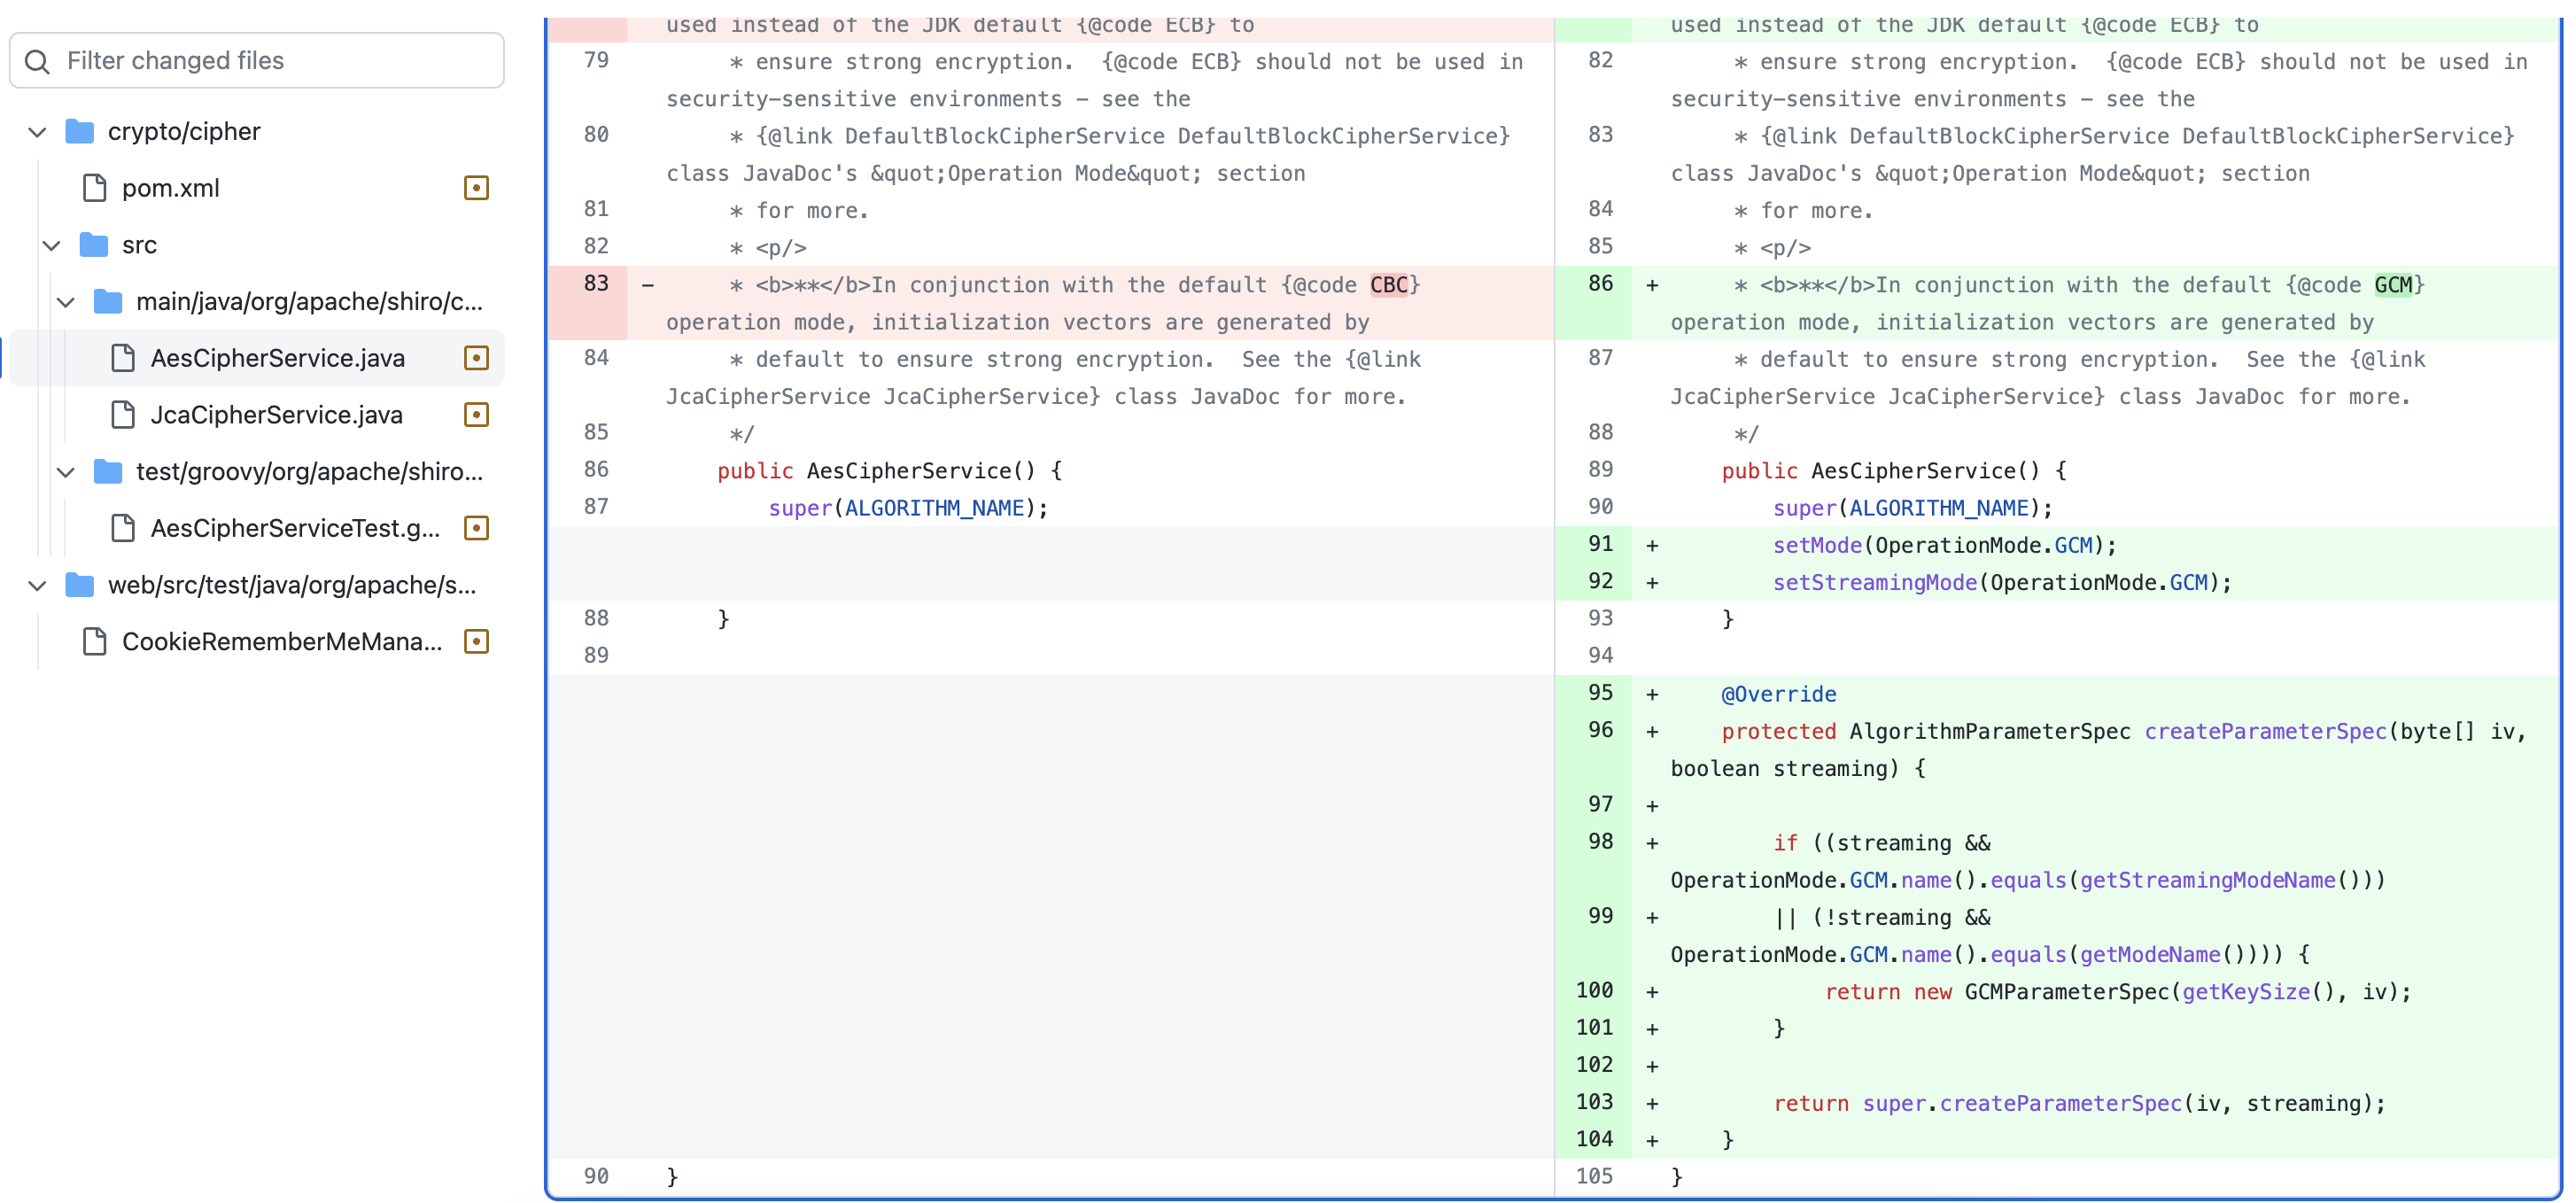 Filter changed files
crypto/cipher
pom.xml
src
main/java/org/apache/shiro/c...
AesCipherService.java
JcaCipherService.java
test/groovy/org/apache/shiro...
AesCipherServiceTest.g...
web/src/test/java/org/apache/s...
CookieRememberMeMana...
used instead of the JDK default {@code ECB} to
79 * ensure strong encryption.  {@code ECB} should not be used in
security-sensitive environments - see the
80 * {@link DefaultBlockCipherService DefaultBlockCipherService}
class JavaDoc's &quot;Operation Mode&quot; section
81 * for more.
82 * <p/>
83 - * <b>**</b>In conjunction with the default {@code CBC}
operation mode, initialization vectors are generated by
84 * default to ensure strong encryption.  See the {@link
JcaCipherService JcaCipherService} class JavaDoc for more.
85 */
86 public AesCipherService() {
87 super(ALGORITHM_NAME);
88 }
89
90 }
used instead of the JDK default {@code ECB} to
82 * ensure strong encryption.  {@code ECB} should not be used in
security-sensitive environments - see the
83 * {@link DefaultBlockCipherService DefaultBlockCipherService}
class JavaDoc's &quot;Operation Mode&quot; section
84 * for more.
85 * <p/>
86 + * <b>**</b>In conjunction with the default {@code GCM}
operation mode, initialization vectors are generated by
87 * default to ensure strong encryption.  See the {@link
JcaCipherService JcaCipherService} class JavaDoc for more.
88 */
89 public AesCipherService() {
90 super(ALGORITHM_NAME);
91 + setMode(OperationMode.GCM);
92 + setStreamingMode(OperationMode.GCM);
93 }
94
95 + @Override
96 + protected AlgorithmParameterSpec createParameterSpec(byte[] iv,
boolean streaming) {
97 +
98 + if ((streaming &&
OperationMode.GCM.name().equals(getStreamingModeName()))
99 + || (!streaming &&
OperationMode.GCM.name().equals(getModeName()))) {
100 + return new GCMParameterSpec(getKeySize(), iv);
101 + }
102 +
103 + return super.createParameterSpec(iv, streaming);
104 + }
105 }